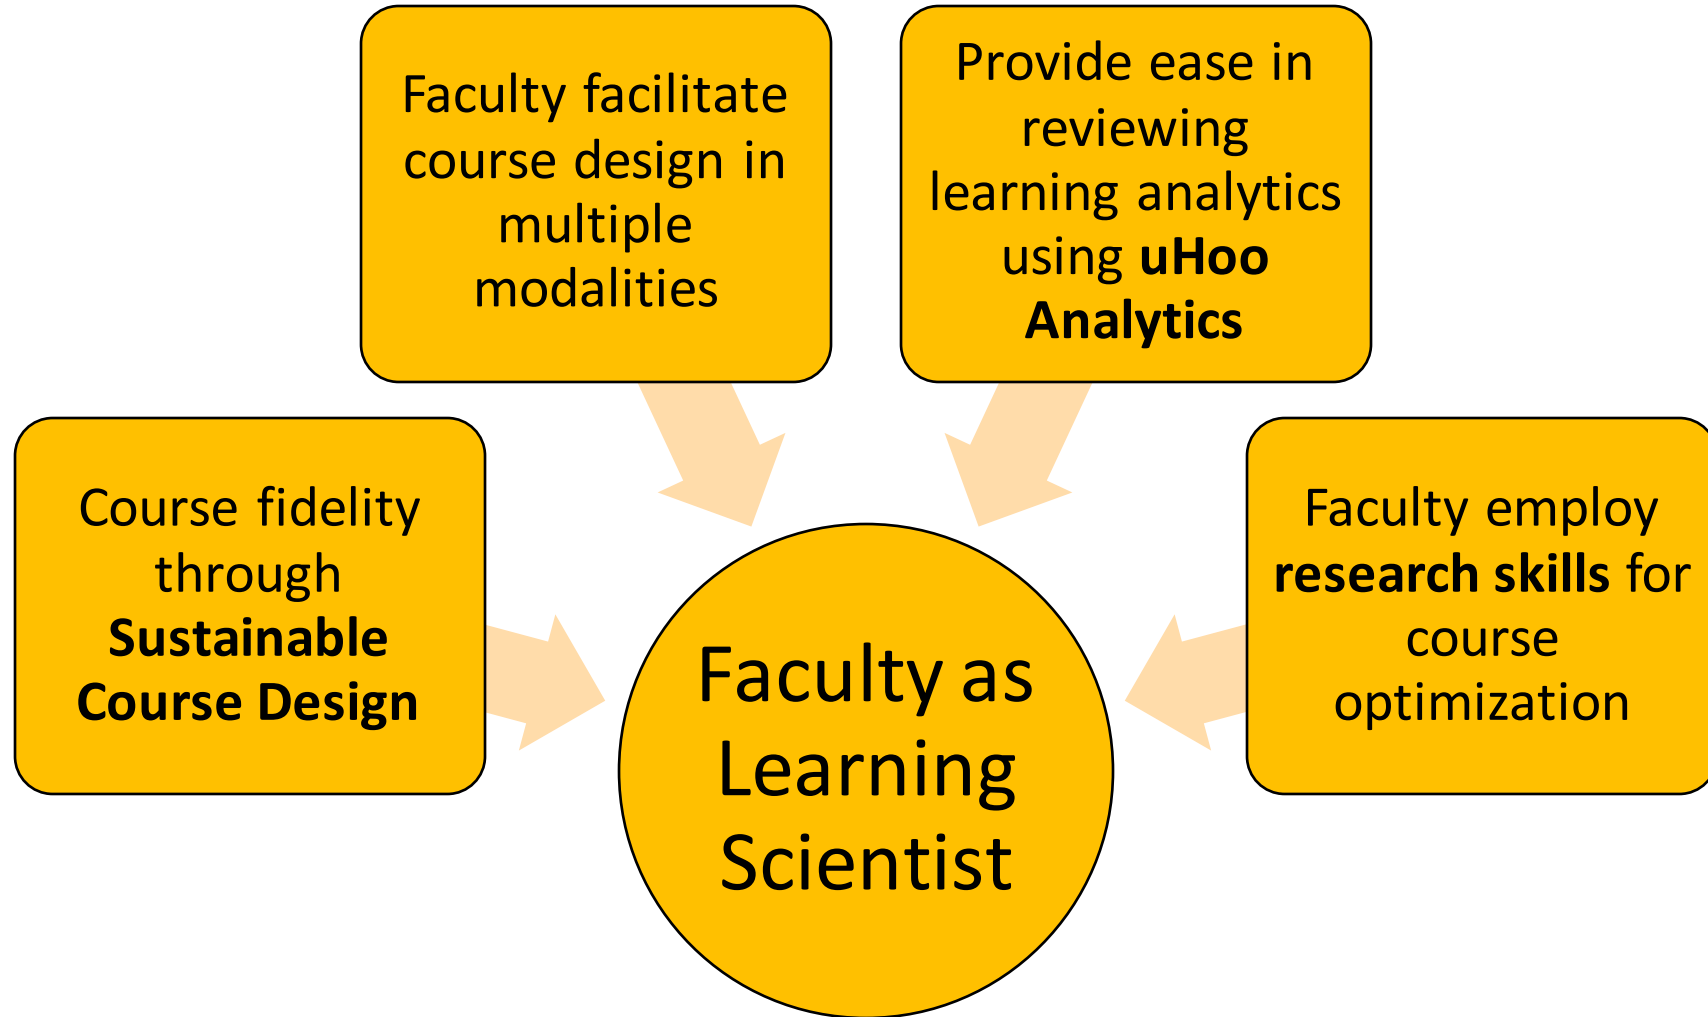 Faculty facilitate
course design in
multiple
modalities
Provide ease in
reviewing
learning analytics
using uHoo
Analytics
Course fidelity
through
Sustainable
Course Design
Faculty employ
research skills for
course
optimization
Faculty as
Learning
Scientist